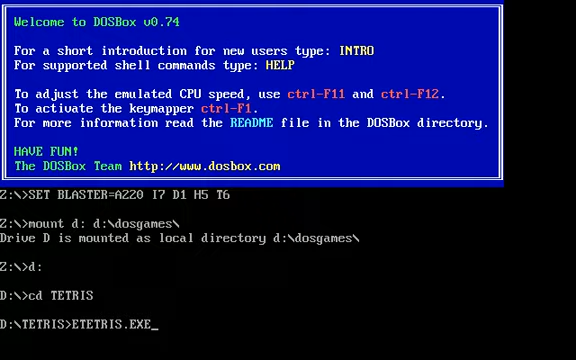 Welcome to DOSBox v0.74
For a short introduction for new users type: INTRO
For supported shell commands type: HELP
To adjust the emulated CPU speed, use ctrl-F11 and ctrl-F12.
To activate the keymapper ctrl-F1.
For more information read the README file in the DOSBox directory.
HAVE FUN!
The DOSBox Team http://www.dosbox.com
Z:\>SET BLASTER=A220 I7 D1 H5 T6
Z:\>mount d: d:\dosgames\
Drive D is mounted as local directory d:\dosgames\
Z:\>d:
D:\>cd TETRIS
D:\TETRIS>ETETRIS.EXE_